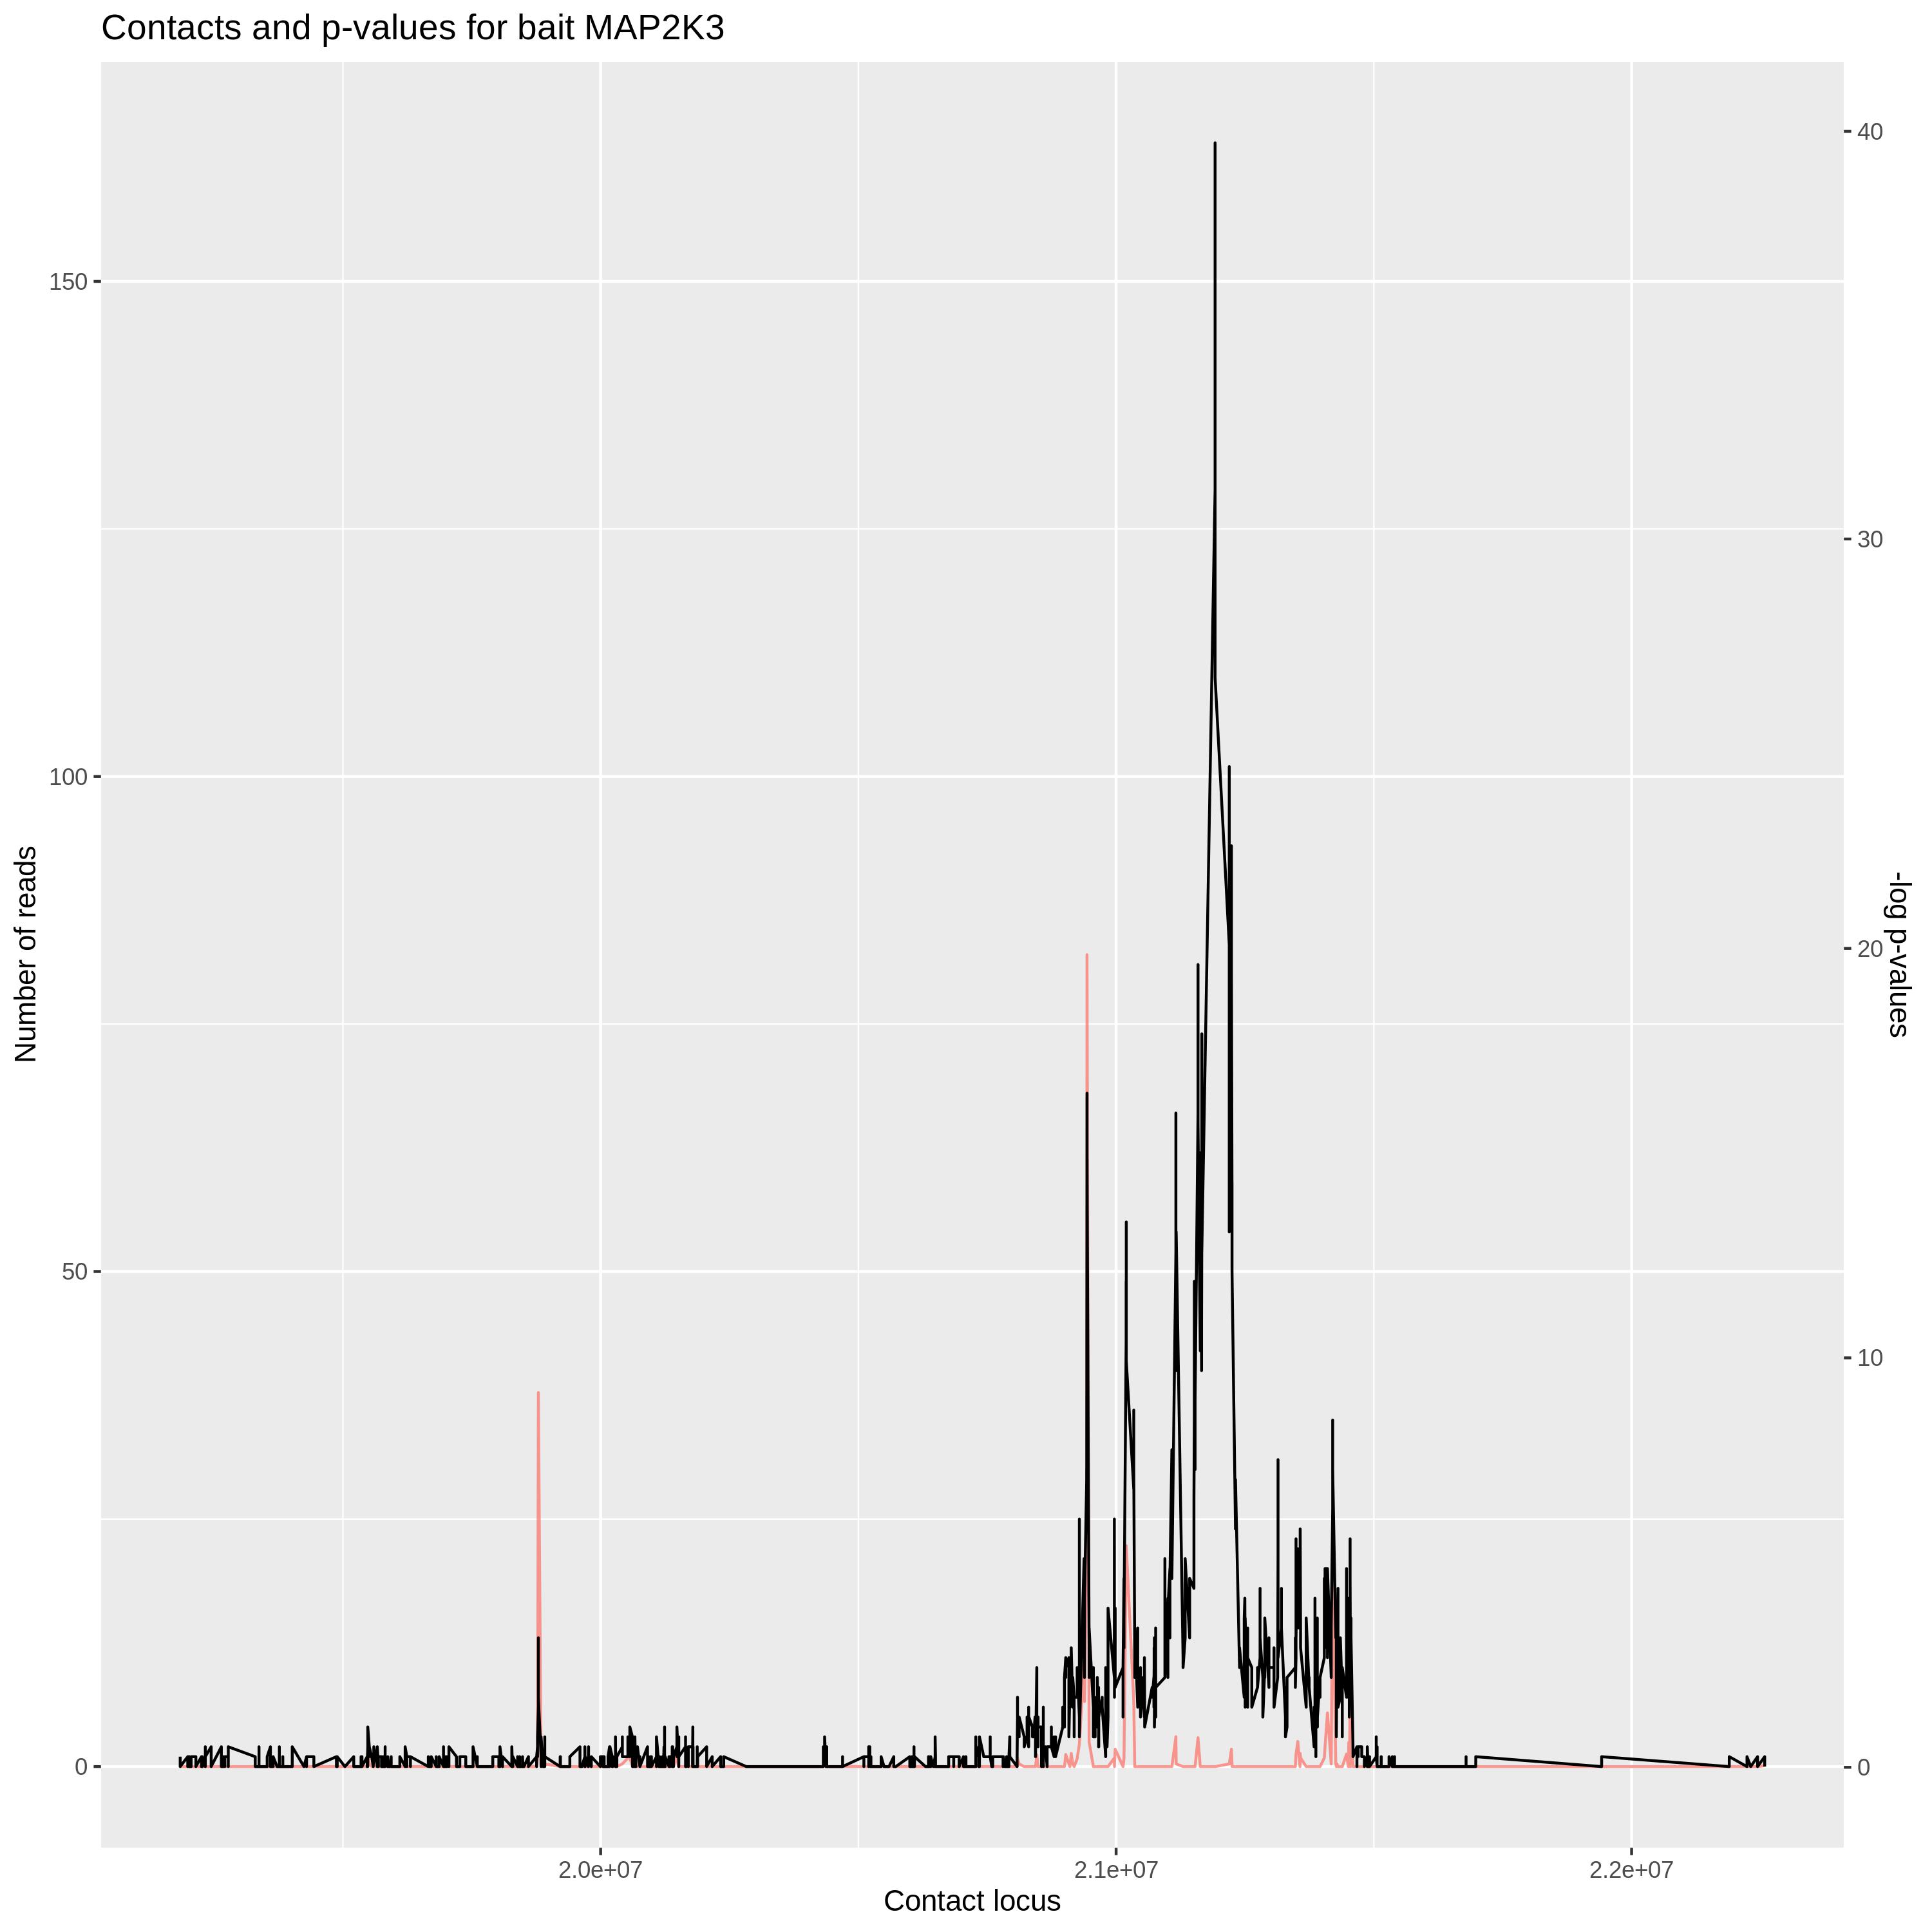 Contacts and p-values for bait MAP2K3
150
100
50
0
Number of reads
40
30
20
10
0
-log p-values
2.0e+07
2.1e+07
2.2e+07
Contact locus